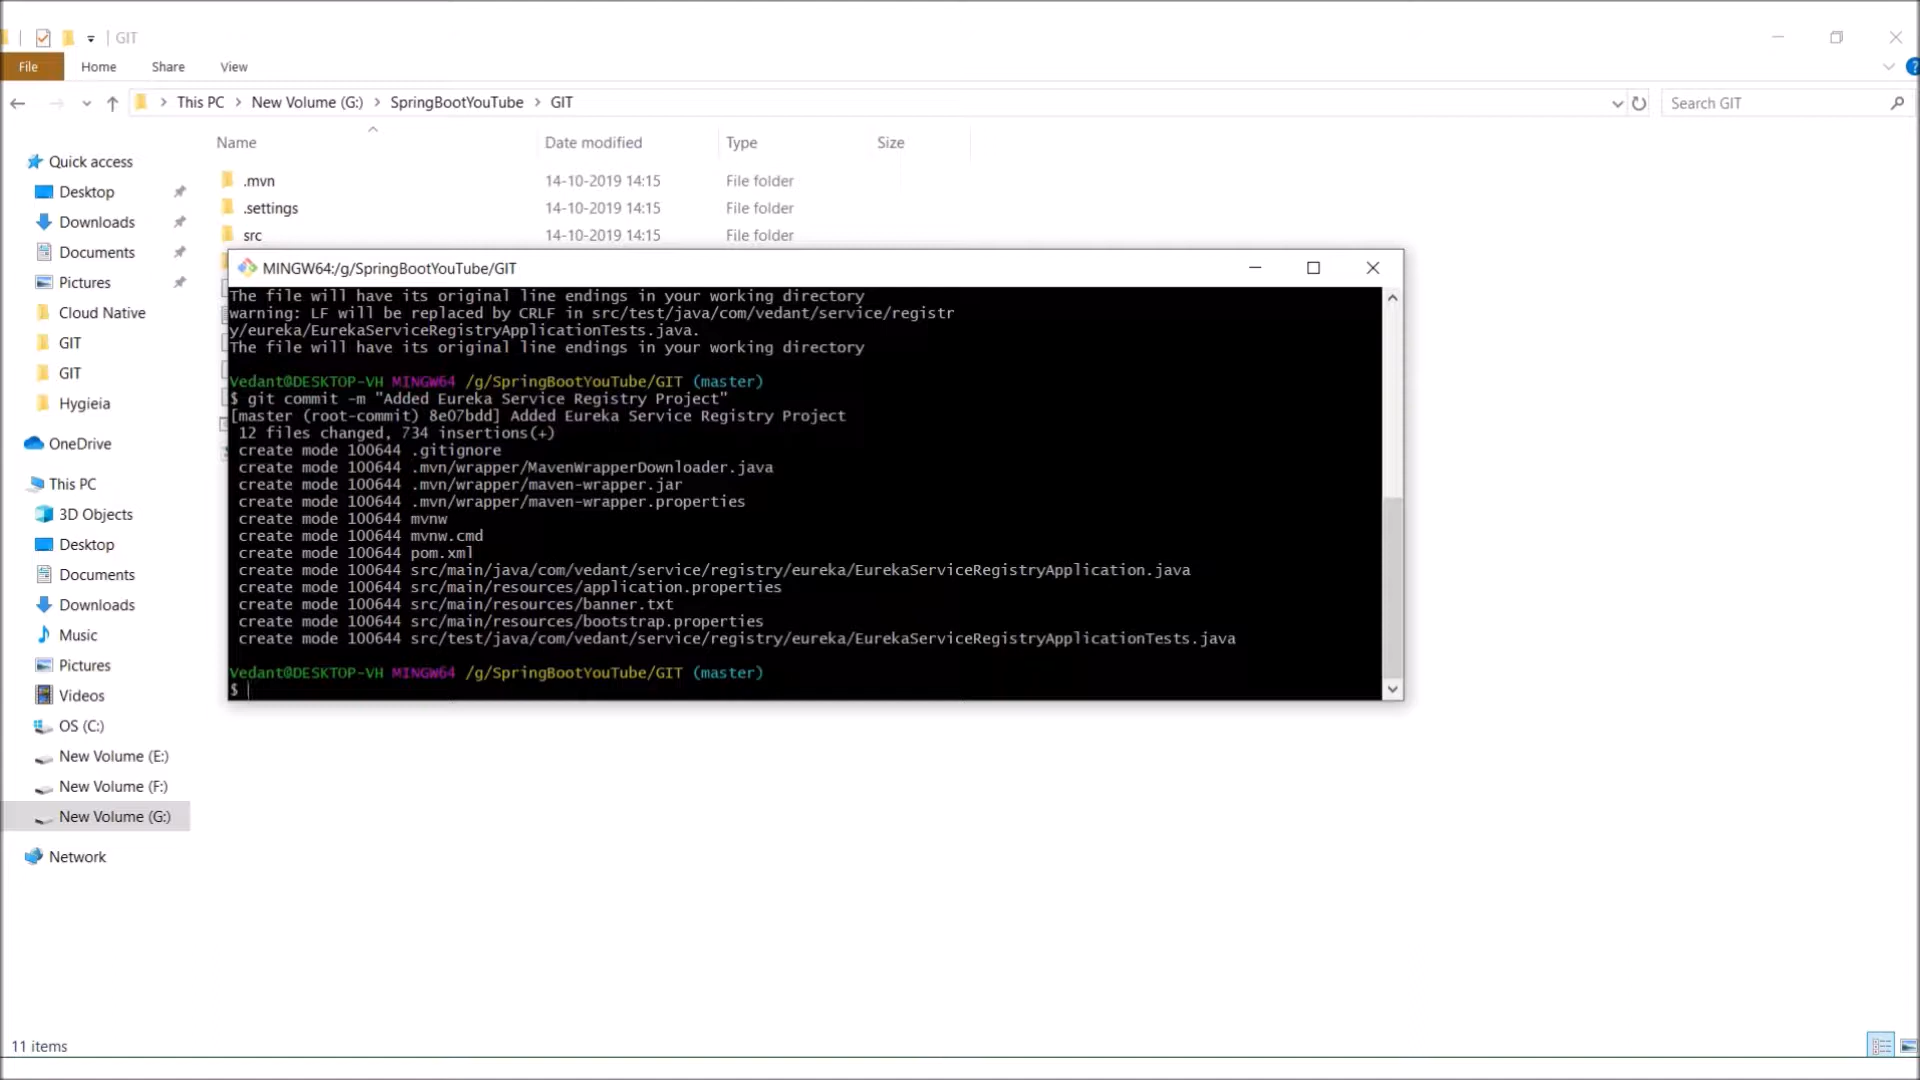 GIT
File Home Share View
This PC New Volume (G:) SpringBootYouTube GIT
Search GIT
Name Date modified Type Size
.mvn 14-10-2019 14:15 File folder
.settings 14-10-2019 14:15 File folder
src 14-10-2019 14:15 File folder
Quick access
Desktop
Downloads
Documents
Pictures
Cloud Native
GIT
GIT
Hygieia
OneDrive
This PC
3D Objects
Desktop
Documents
Downloads
Music
Pictures
Videos
OS (C:)
New Volume (E:)
New Volume (F:)
New Volume (G:)
Network
MINGW64:/g/SpringBootYouTube/GIT
The file will have its original line endings in your working directory
warning: LF will be replaced by CRLF in src/test/java/com/vedant/service/registr
y/eureka/EurekaServiceRegistryApplicationTests.java.
The file will have its original line endings in your working directory
Vedant@DESKTOP-VH MINGW64 /g/SpringBootYouTube/GIT (master)
$ git commit -m "Added Eureka Service Registry Project"
[master (root-commit) 8e07bdd] Added Eureka Service Registry Project
12 files changed, 734 insertions(+)
create mode 100644 .gitignore
create mode 100644 .mvn/wrapper/MavenWrapperDownloader.java
create mode 100644 .mvn/wrapper/maven-wrapper.jar
create mode 100644 .mvn/wrapper/maven-wrapper.properties
create mode 100644 mvnw
create mode 100644 mvnw.cmd
create mode 100644 pom.xml
create mode 100644 src/main/java/com/vedant/service/registry/eureka/EurekaServiceRegistryApplication.java
create mode 100644 src/main/resources/application.properties
create mode 100644 src/main/resources/banner.txt
create mode 100644 src/main/resources/bootstrap.properties
create mode 100644 src/test/java/com/vedant/service/registry/eureka/EurekaServiceRegistryApplicationTests.java
Vedant@DESKTOP-VH MINGW64 /g/SpringBootYouTube/GIT (master)
$
11 items